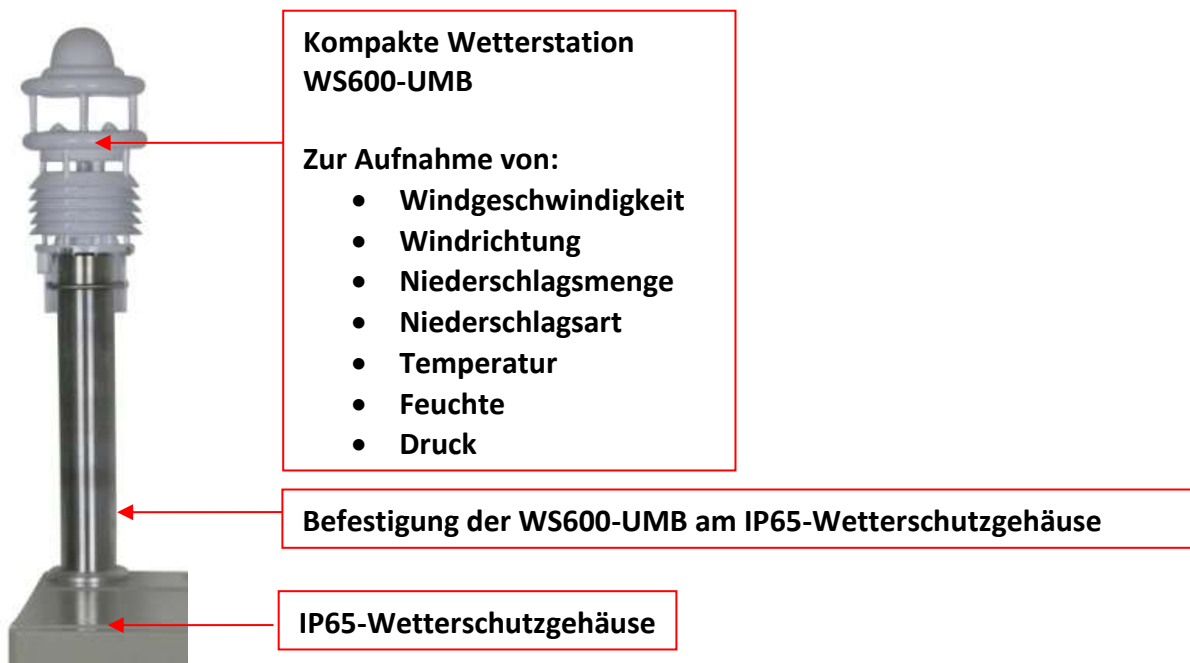 Kompakte Wetterstation
WS600-UMB
Zur Aufnahme von:
• Windgeschwindigkeit
• Windrichtung
• Niederschlagsmenge
• Niederschlagsart
• Temperatur
• Feuchte
• Druck
Befestigung der WS600-UMB am IP65-Wetterschutzgehäuse
IP65-Wetterschutzgehäuse